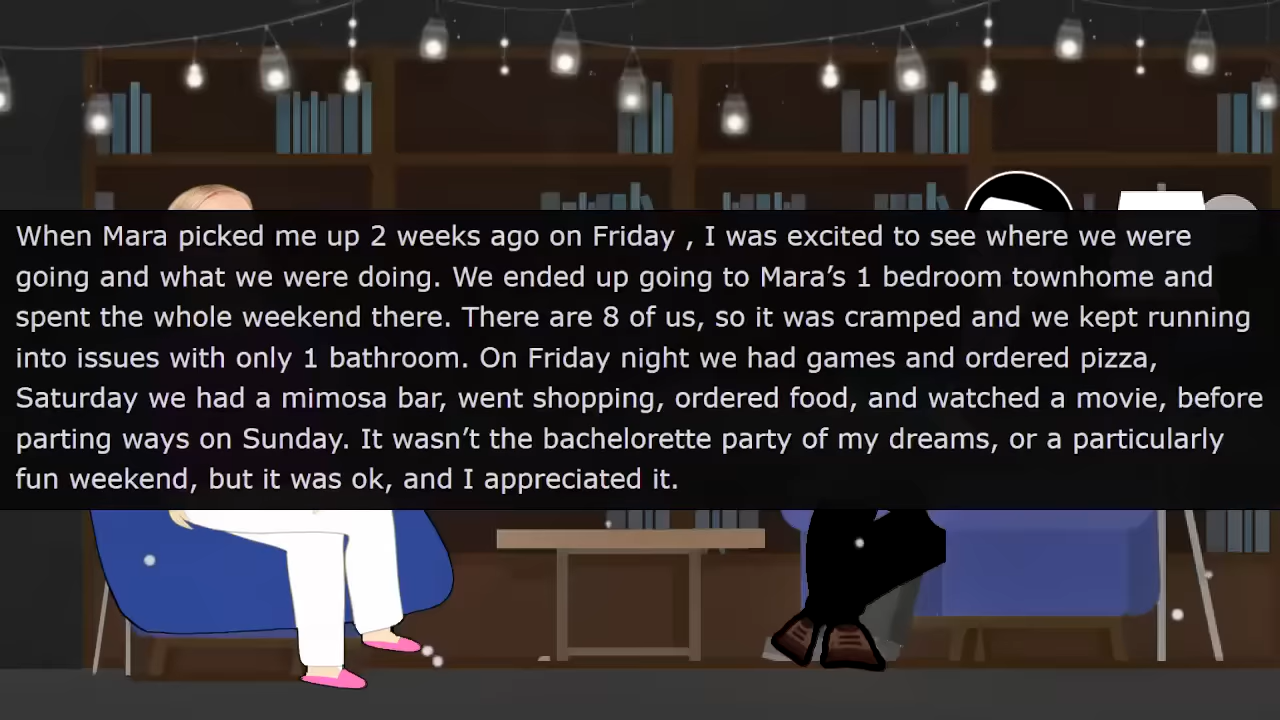 When Mara picked me up 2 weeks ago on Friday , I was excited to see where we were
going and what we were doing. We ended up going to Mara’s 1 bedroom townhome and
spent the whole weekend there. There are 8 of us, so it was cramped and we kept running
into issues with only 1 bathroom. On Friday night we had games and ordered pizza,
Saturday we had a mimosa bar, went shopping, ordered food, and watched a movie, before
parting ways on Sunday. It wasn’t the bachelorette party of my dreams, or a particularly
fun weekend, but it was ok, and I appreciated it.